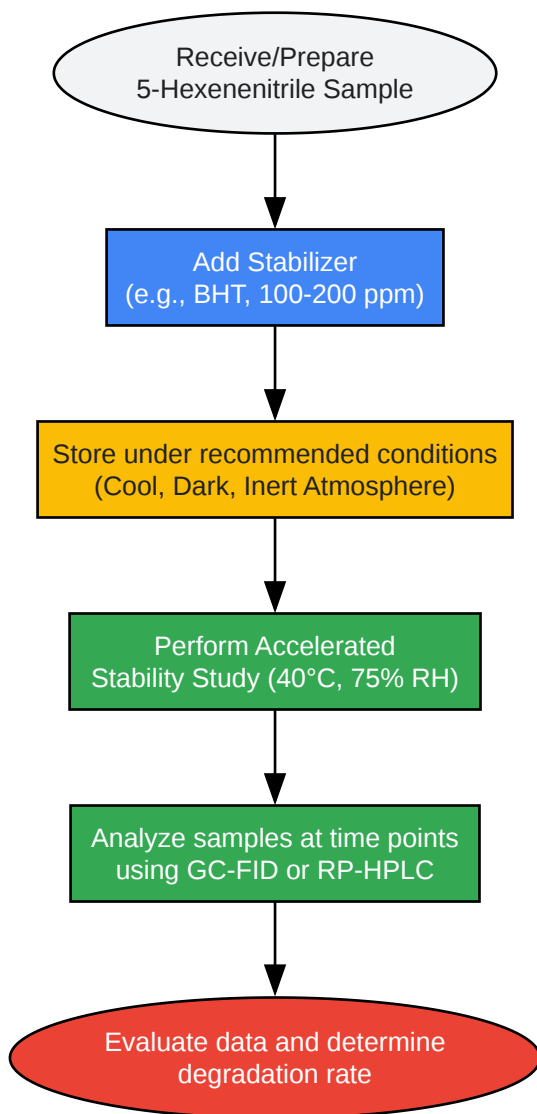 Receive/Prepare
5-Hexenenitrile Sample
Add Stabilizer
(e.g., BHT, 100-200 ppm)
Store under recommended conditions
(Cool, Dark, Inert Atmosphere)
Perform Accelerated
Stability Study (40°C, 75% RH)
Analyze samples at time points
using GC-FID or RP-HPLC
Evaluate data and determine
degradation rate